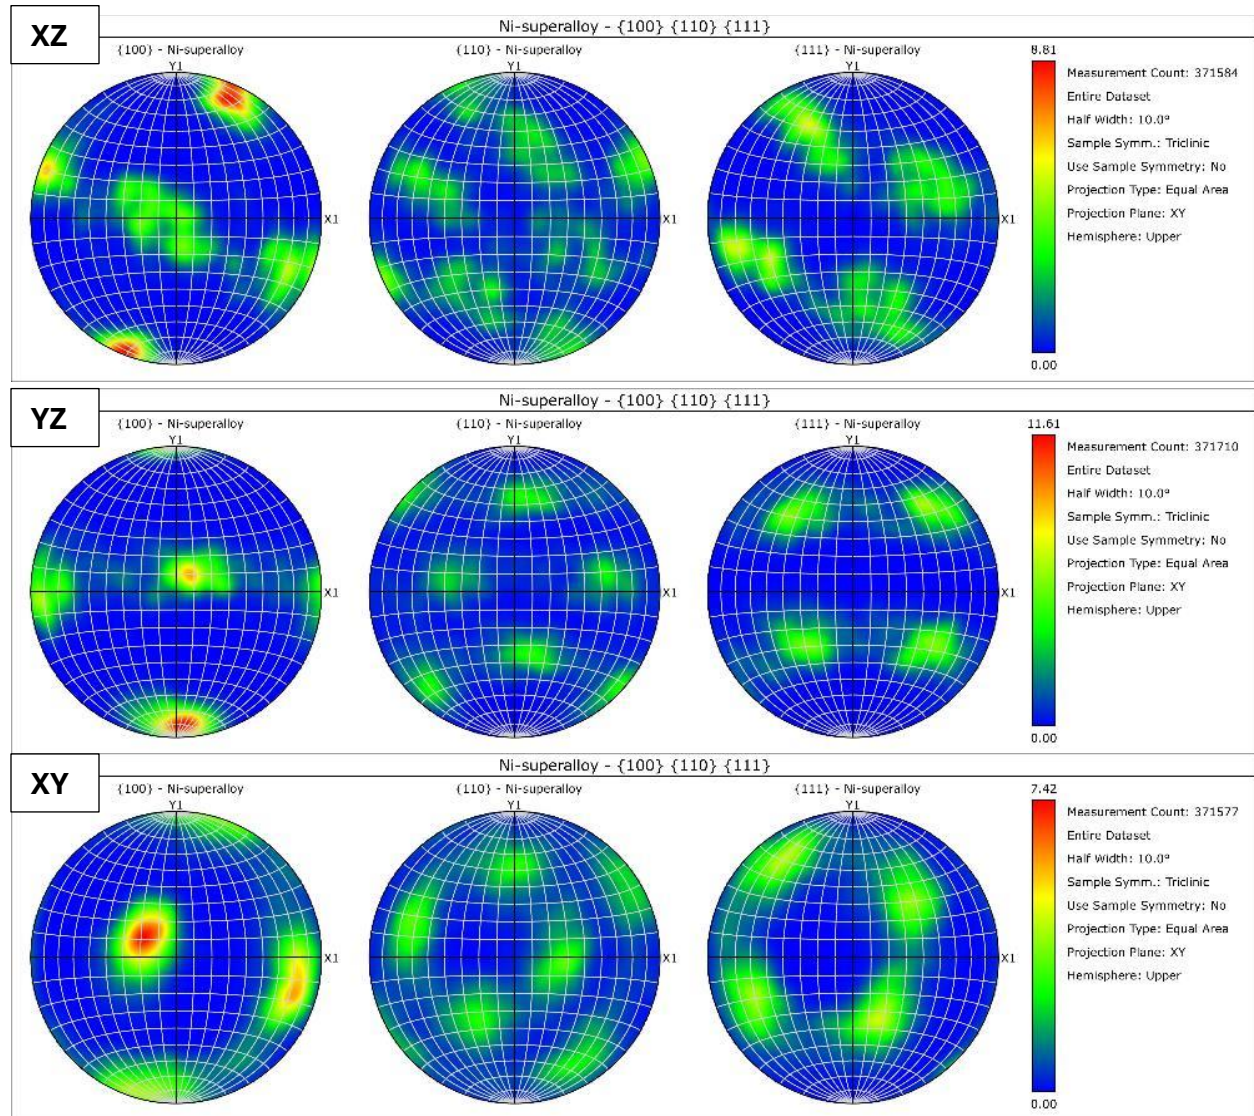 XZ
Ni-superalloy - {100} {110} {111}
{100} - Ni-superalloy
{110} - Ni-superalloy
{111} - Ni-superalloy
8.81
Y1
Y1
Y1
X1
X1
X1
Measurement Count: 371584
Entire Dataset
Half Width: 10.0°
Sample Symm.: Triclinic
Use Sample Symmetry: No
Projection Type: Equal Area
Projection Plane: XY
Hemisphere: Upper
0.00
YZ
Ni-superalloy - {100} {110} {111}
{100} - Ni-superalloy
{110} - Ni-superalloy
{111} - Ni-superalloy
11.61
Y1
Y1
Y1
X1
X1
X1
Measurement Count: 371710
Entire Dataset
Half Width: 10.0°
Sample Symm.: Triclinic
Use Sample Symmetry: No
Projection Type: Equal Area
Projection Plane: XY
Hemisphere: Upper
0.00
XY
Ni-superalloy - {100} {110} {111}
{100} - Ni-superalloy
{110} - Ni-superalloy
{111} - Ni-superalloy
7.42
Y1
Y1
Y1
X1
X1
X1
Measurement Count: 371577
Entire Dataset
Half Width: 10.0°
Sample Symm.: Triclinic
Use Sample Symmetry: No
Projection Type: Equal Area
Projection Plane: XY
Hemisphere: Upper
0.00